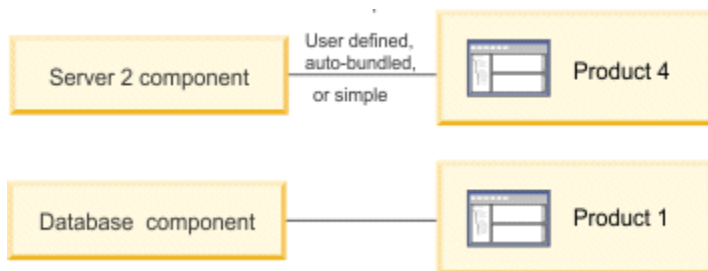 User defined,
auto-bundled,
or simple
Server 2 component
Product 4
Database component
Product 1